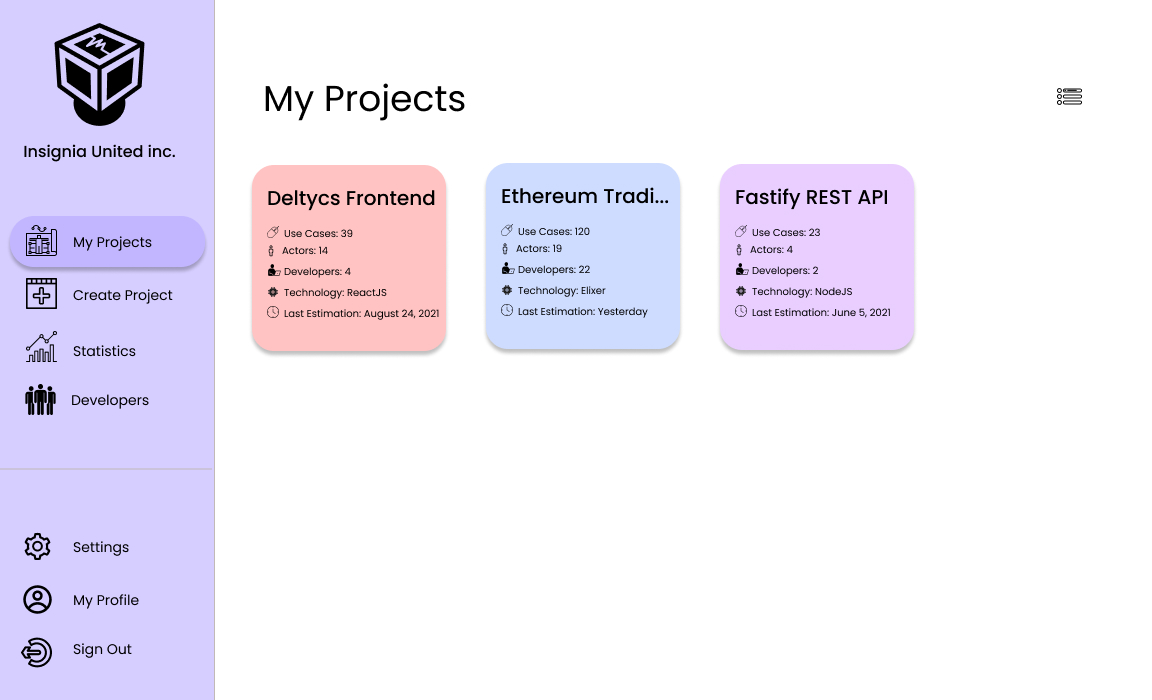 Insignia United inc.
My Projects
Create Project
Statistics
Developers
Settings
My Profile
Sign Out
My Projects
Deltycs Frontend
Use Cases: 39
Actors: 14
Developers: 4
Technology: ReactJS
Last Estimation: August 24, 2021
Ethereum Tradi...
Use Cases: 120
Actors: 19
Developers: 22
Technology: Elixer
Last Estimation: Yesterday
Fastify REST API
Use Cases: 23
Actors: 4
Developers: 2
Technology: NodeJS
Last Estimation: June 5, 2021